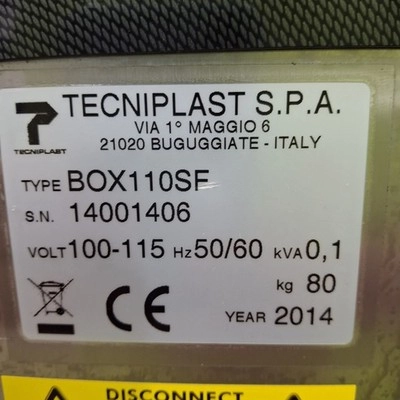 TECNIPLAST S.P.A.
VIA 1° MAGGIO 6
21020 BUGUGGIATE - ITALY
TECNIPLAST
TYPE BOX110SF
S.N. 14001406
VOLT 100-115 Hz 50/60 kVA 0,1
kg 80
CE
YEAR 2014
DISCONNECT